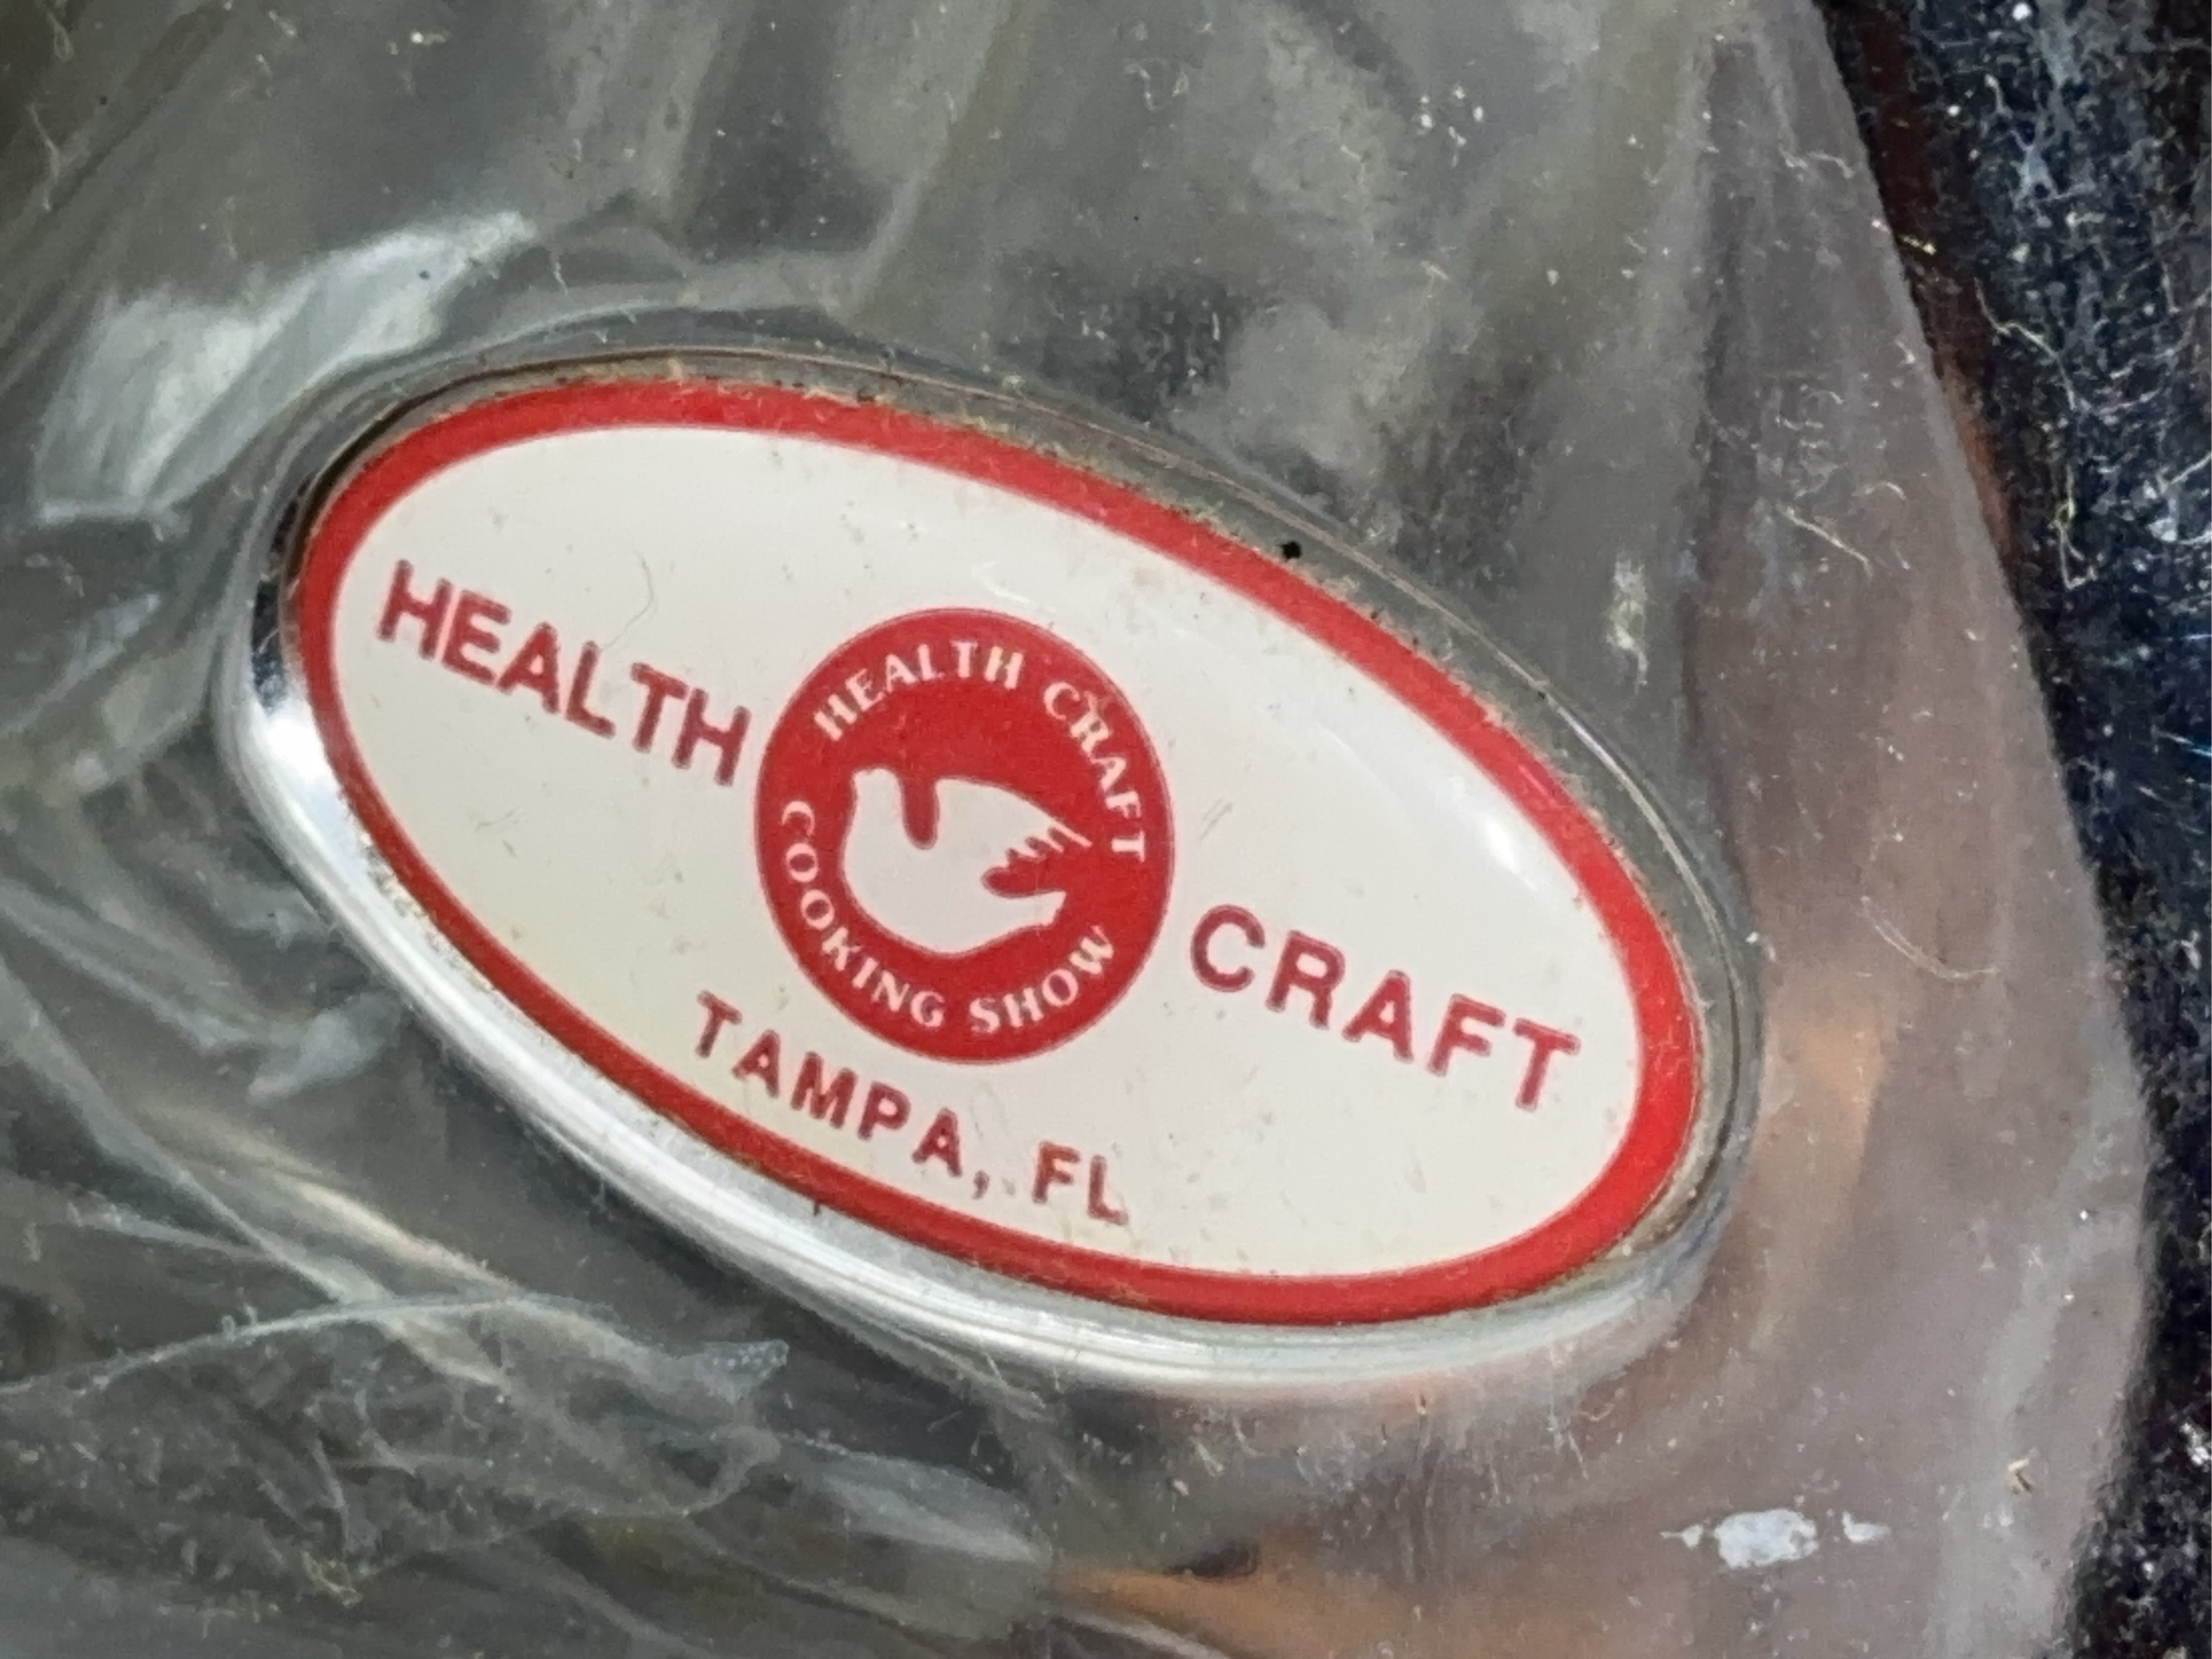 HEALTH CRAFT
HEALTH CRAFT
COOKING SHOW
TAMPA, FL